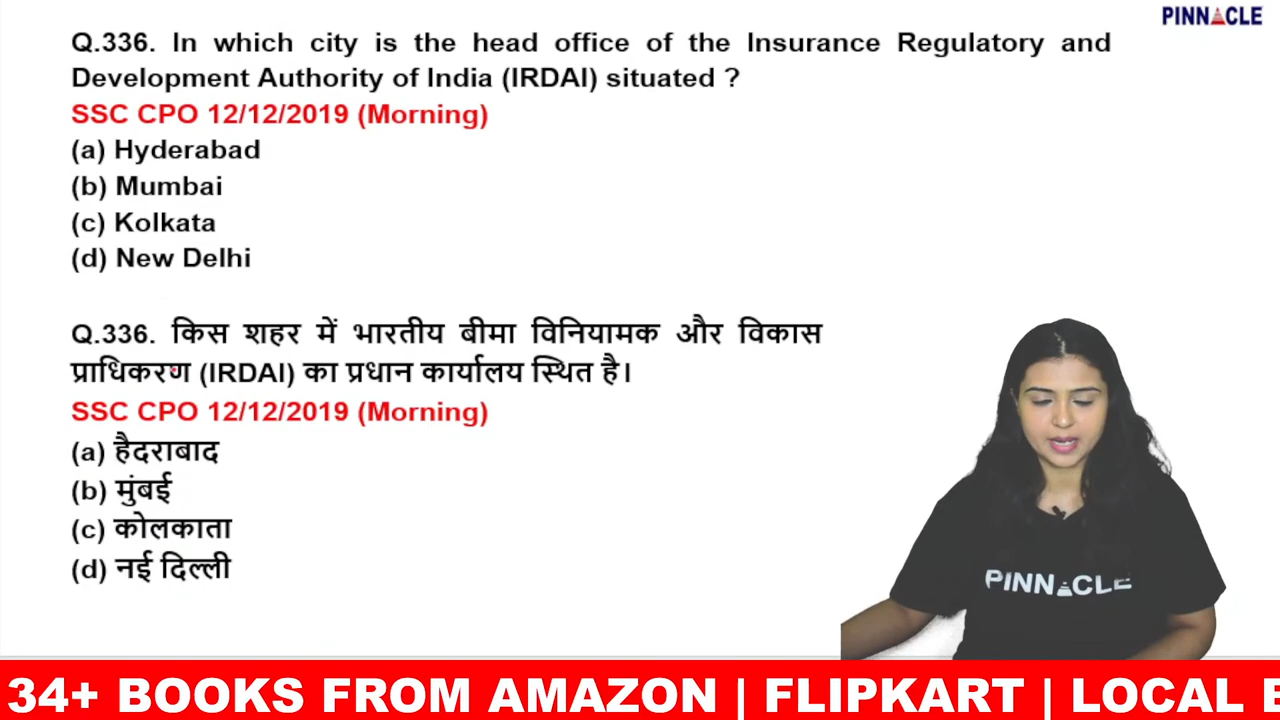 PINNACLE
Q.336. In which city is the head office of the Insurance Regulatory and
Development Authority of India (IRDAI) situated ?
SSC CPO 12/12/2019 (Morning)
(a) Hyderabad
(b) Mumbai
(c) Kolkata
(d) New Delhi
Q.336. किस शहर में भारतीय बीमा विनियामक और विकास
प्राधिकरण (IRDAI) का प्रधान कार्यालय स्थित है।
SSC CPO 12/12/2019 (Morning)
(a) हैदराबाद
(b) मुंबई
(c) कोलकाता
(d) नई दिल्ली
PINNACLE
34+ BOOKS FROM AMAZON | FLIPKART | LOCAL